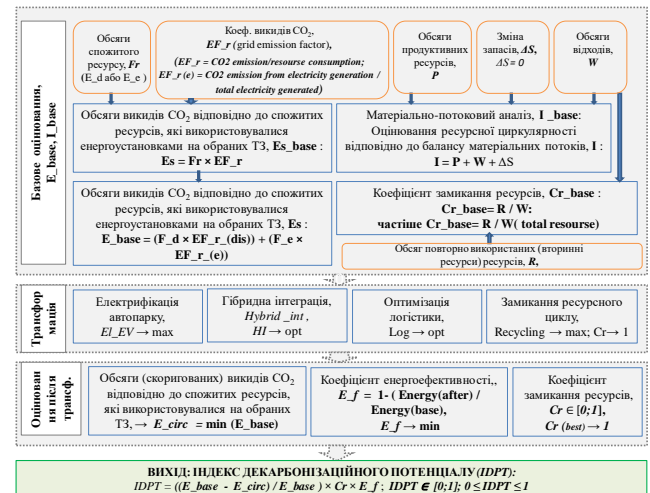 Базове оцінювання,
E_base, I_base
Обсяги
спожитого
ресурсу, Fr
(E_d або E_e )
Коеф. викидів CO2,
EF_r (grid emission factor),
(EF_r = CO2 emission/resourse consumption;
EF_r (e) = CO2 emission from electricity generation /
total electricity generated)
Обсяги
продуктивних
ресурсів,
P
Зміна
запасів, ΔS,
ΔS = 0
Обсяги
відходів,
W
Обсяги викидів CO2 відповідно до спожитих
ресурсів, які використовувалися
енергоустановками на обраних ТЗ, Es_base :
Es = Fr × EF_r
Матеріально-потоковий аналіз, I _base:
Оцінювання ресурсної циркулярності
відповідно до балансу матеріальних потоків, I :
I = P + W + ΔS
Обсяги викидів CO2 відповідно до спожитих
ресурсів, які використовувалися
енергоустановками на обраних ТЗ, Es :
E_base = (F_d × EF_r_(dis)) + (F_e ×
EF_r_(e))
Коефіцієнт замикання ресурсів, Cr_base :
Cr_base= R / W:
частіше Cr_base= R / W( total resourse)
Обсяг повторно використаних (вторинні
ресурси) ресурсів, R,
Трансфор
мація
Електрифікація
автопарку,
El_EV → max
Гібридна інтеграція,
Hybrid _int ,
HI → opt
Оптимізація
логістики,
Log → opt
Замикання ресурсного
циклу,
Recycling → max; Cr→ 1
Оцінюван
ня після
трансф.
Обсяги (скоригованих) викидів CO2
відповідно до спожитих ресурсів,
які використовувалися на обраних
ТЗ, → E_circ = min (E_base)
Коефіцієнт енергоефективності,,
E_f = 1- ( Energy(after) /
Energy(base),
E_f → min
Коефіцієнт
замикання ресурсів,
Cr ∈ [0;1],
Cr (best) → 1
ВИХІД: ІНДЕКС ДЕКАРБОНІЗАЦІЙНОГО ПОТЕНЦІАЛУ (IDPT):
IDPT = ((E_base - E_circ) / E_base ) × Cr × E_f ; IDPT ∈ [0;1]; 0 ≤ IDPT ≤ 1